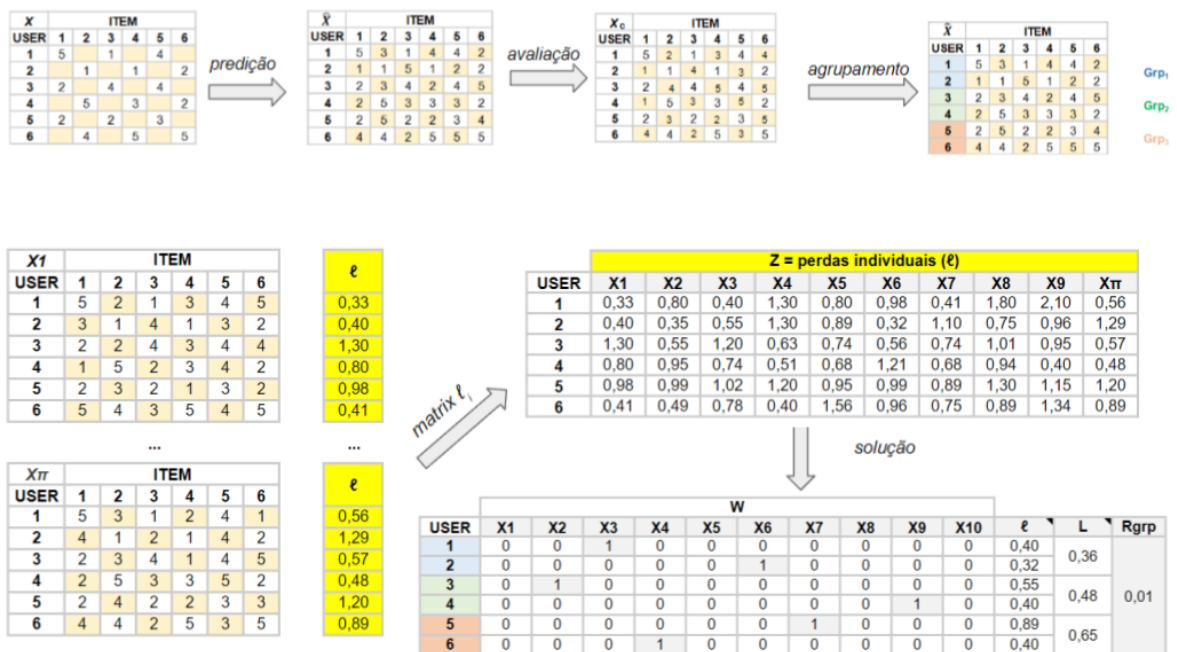 X ITEM
USER 1 2 3 4 5 6
1 5 1 4
2 1 1 2
3 2 4 4
4 5 3 2
5 2 2 3
6 4 5 5
predição
X̂ ITEM
USER 1 2 3 4 5 6
1 5 3 1 4 4 2
2 1 1 5 1 2 2
3 2 3 4 2 4 5
4 2 5 3 3 3 2
5 2 5 2 2 3 4
6 4 4 2 5 5 5
avaliação
X₀ ITEM
USER 1 2 3 4 5 6
1 5 2 1 3 4 4
2 1 1 4 1 3 2
3 2 4 4 5 4 5
4 1 5 3 3 5 2
5 2 3 2 2 3 5
6 4 4 2 5 3 5
agrupamento
X̂ ITEM
USER 1 2 3 4 5 6
1 5 3 1 4 4 2
2 1 1 5 1 2 2
3 2 3 4 2 4 5
4 2 5 3 3 3 2
5 2 5 2 2 3 4
6 4 4 2 5 5 5
Grp₁
Grp₂
Grp₃
X1 ITEM
USER 1 2 3 4 5 6
1 5 2 1 3 4 5
2 3 1 4 1 3 2
3 2 2 4 3 4 4
4 1 5 2 3 4 2
5 2 3 2 1 3 2
6 5 4 3 5 4 5
...
ℓ
0,33
0,40
1,30
0,80
0,98
0,41
...
Xπ ITEM
USER 1 2 3 4 5 6
1 5 3 1 2 4 1
2 4 1 2 1 4 2
3 2 3 4 1 4 5
4 2 5 3 3 5 2
5 2 4 2 2 3 3
6 4 4 2 5 3 5
ℓ
0,56
1,29
0,57
0,48
1,20
0,89
matrix ℓᵢ
Z = perdas individuais (ℓ)
USER X1 X2 X3 X4 X5 X6 X7 X8 X9 Xπ
1 0,33 0,80 0,40 1,30 0,80 0,98 0,41 1,80 2,10 0,56
2 0,40 0,35 0,55 1,30 0,89 0,32 1,10 0,75 0,96 1,29
3 1,30 0,55 1,20 0,63 0,74 0,56 0,74 1,01 0,95 0,57
4 0,80 0,95 0,74 0,51 0,68 1,21 0,68 0,94 0,40 0,48
5 0,98 0,99 1,02 1,20 0,95 0,99 0,89 1,30 1,15 1,20
6 0,41 0,49 0,78 0,40 1,56 0,96 0,75 0,89 1,34 0,89
solução
W
USER X1 X2 X3 X4 X5 X6 X7 X8 X9 X10 ℓ L Rgrp
1 0 0 1 0 0 0 0 0 0 0 0,40
0,36
2 0 0 0 0 0 1 0 0 0 0 0,32
3 0 1 0 0 0 0 0 0 0 0 0,55
0,48 0,01
4 0 0 0 0 0 0 0 0 1 0 0,40
5 0 0 0 0 0 0 1 0 0 0 0,89
0,65
6 0 0 0 1 0 0 0 0 0 0 0,40